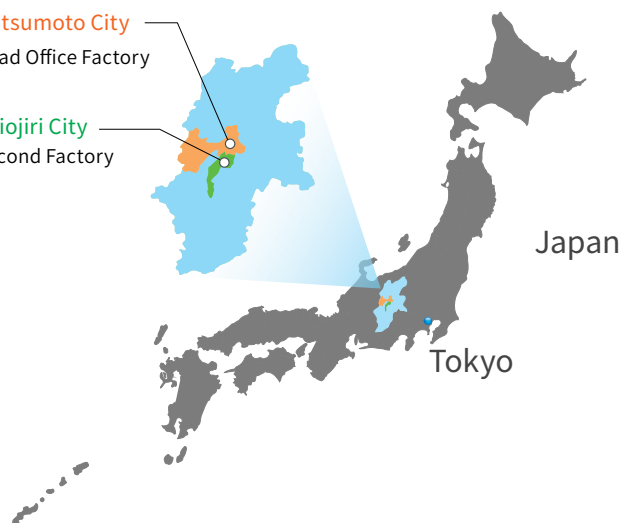 tsumoto City
ad Office Factory
iojiri City
cond Factory
Japan
Tokyo